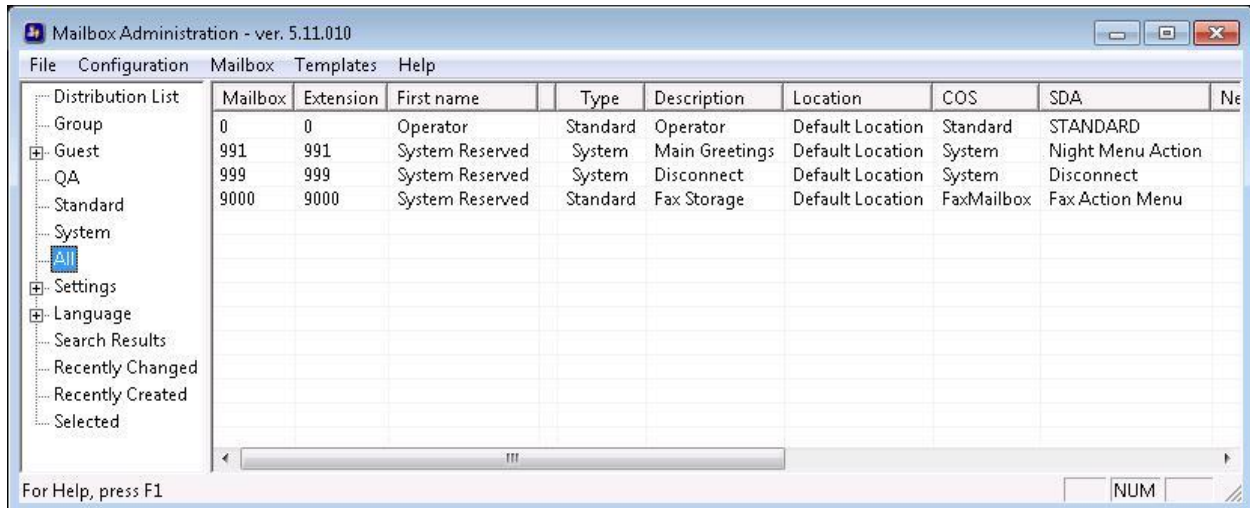 Mailbox Administration - ver. 5.11.010
File Configuration Mailbox Templates Help
Distribution List
Group
Guest
QA
Standard
System
All
Settings
Language
Search Results
Recently Changed
Recently Created
Selected
Mailbox Extension First name Type Description Location COS SDA Ne
0 0 Operator Standard Operator Default Location Standard STANDARD
991 991 System Reserved System Main Greetings Default Location System Night Menu Action
999 999 System Reserved System Disconnect Default Location System Disconnect
9000 9000 System Reserved Standard Fax Storage Default Location FaxMailbox Fax Action Menu
For Help, press F1
NUM